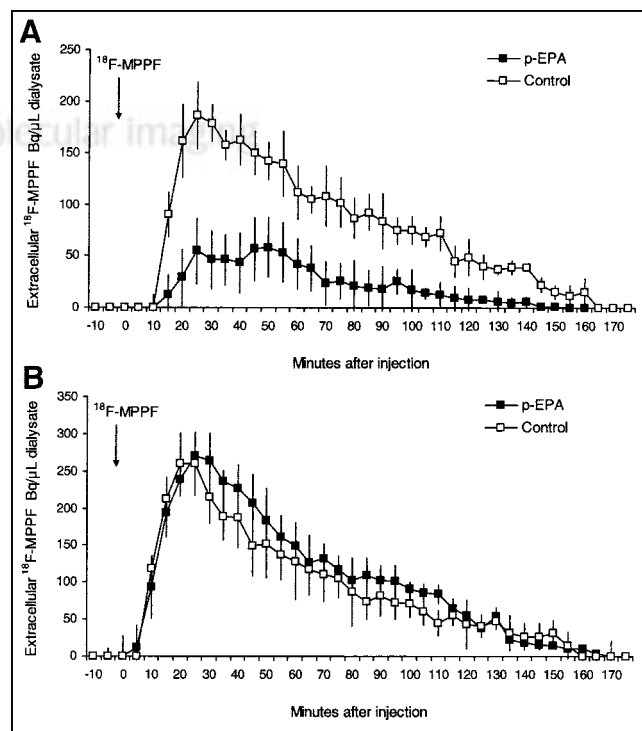 A
¹⁸F-MPPF
p-EPA
Control
Extracellular ¹⁸F-MPPF Bq/µL dialysate
250
200
150
100
50
0
-10 0 10 20 30 40 50 60 70 80 90 100 110 120 130 140 150 160 170
Minutes after injection
lecular imaging
B
¹⁸F-MPPF
p-EPA
Control
Extracellular ¹⁸F-MPPF Bq/µL dialysate
350
300
250
200
150
100
50
0
-10 0 10 20 30 40 50 60 70 80 90 100 110 120 130 140 150 160 170
Minutes after injection